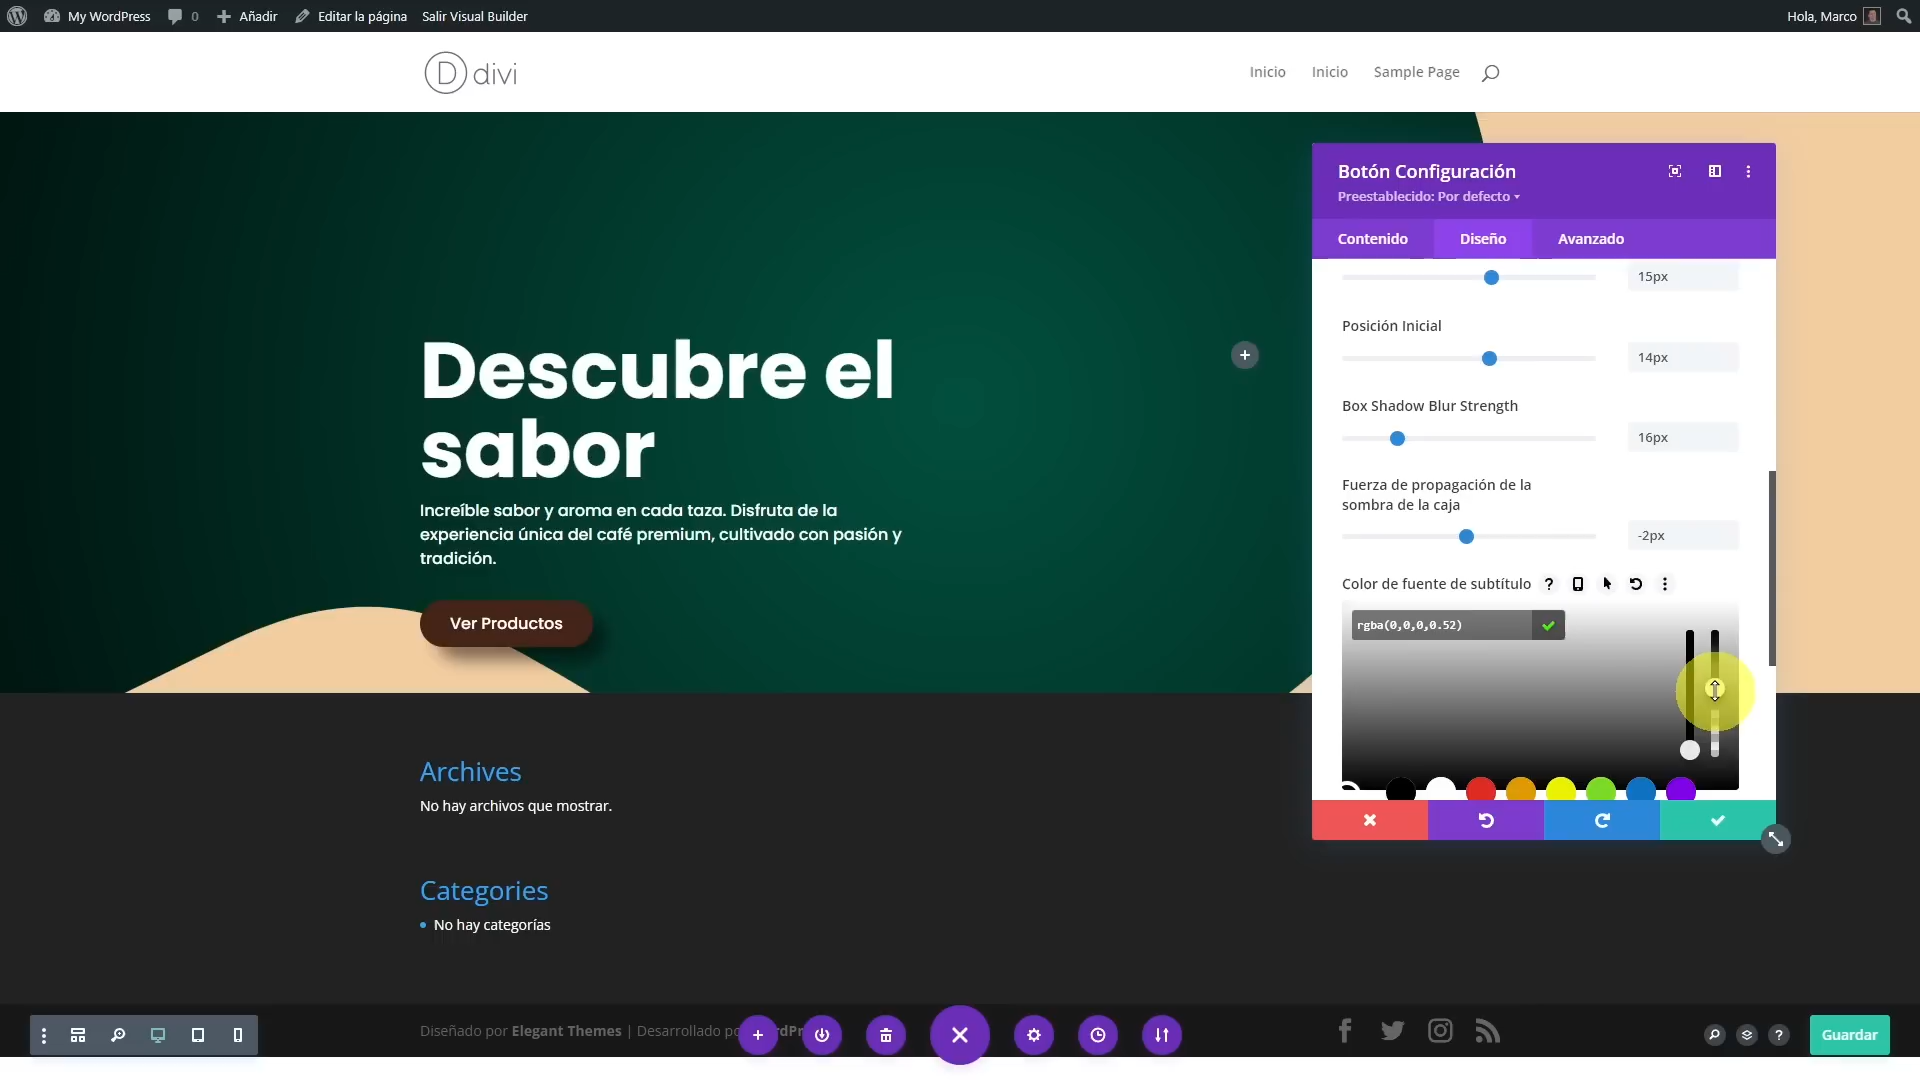 My WordPress
0
Añadir
Editar la página
Salir Visual Builder
Hola, Marco
D divi
Inicio
Inicio
Sample Page
Botón Configuración
Preestablecido: Por defecto
Contenido
Diseño
Avanzado
15px
Posición Inicial
14px
Box Shadow Blur Strength
16px
Fuerza de propagación de la
sombra de la caja
-2px
Color de fuente de subtítulo
?
rgba(0,0,0,0.52)
Descubre el
sabor
Increíble sabor y aroma en cada taza. Disfruta de la
experiencia única del café premium, cultivado con pasión y
tradición.
Ver Productos
Archives
No hay archivos que mostrar.
Categories
No hay categorías
Diseñado por Elegant Themes | Desarrollado
?
Guardar